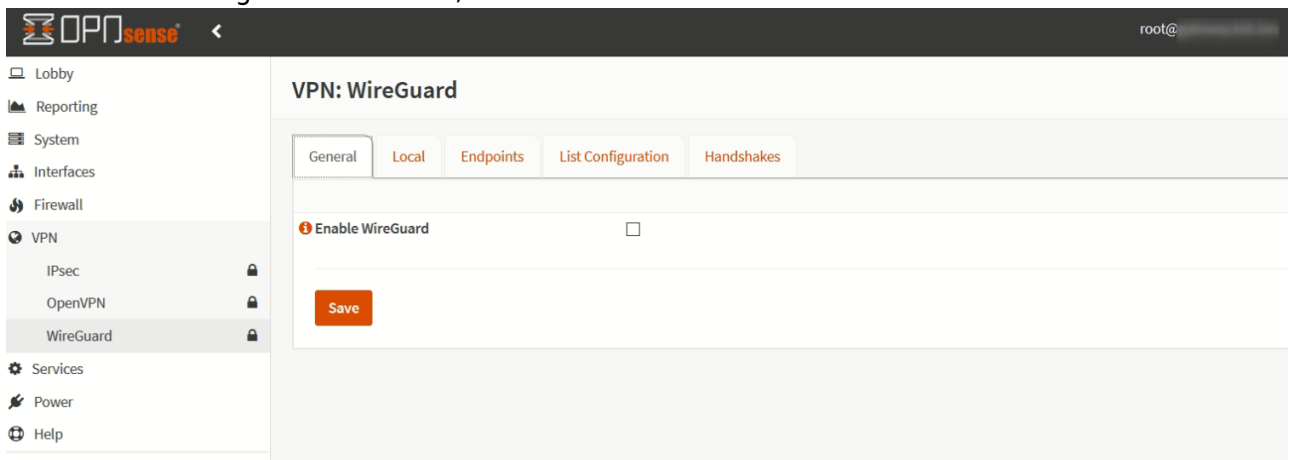 OPNsense
root@
Lobby
Reporting
System
Interfaces
Firewall
VPN
IPsec
OpenVPN
WireGuard
Services
Power
Help
VPN: WireGuard
General Local Endpoints List Configuration Handshakes
Enable WireGuard
Save